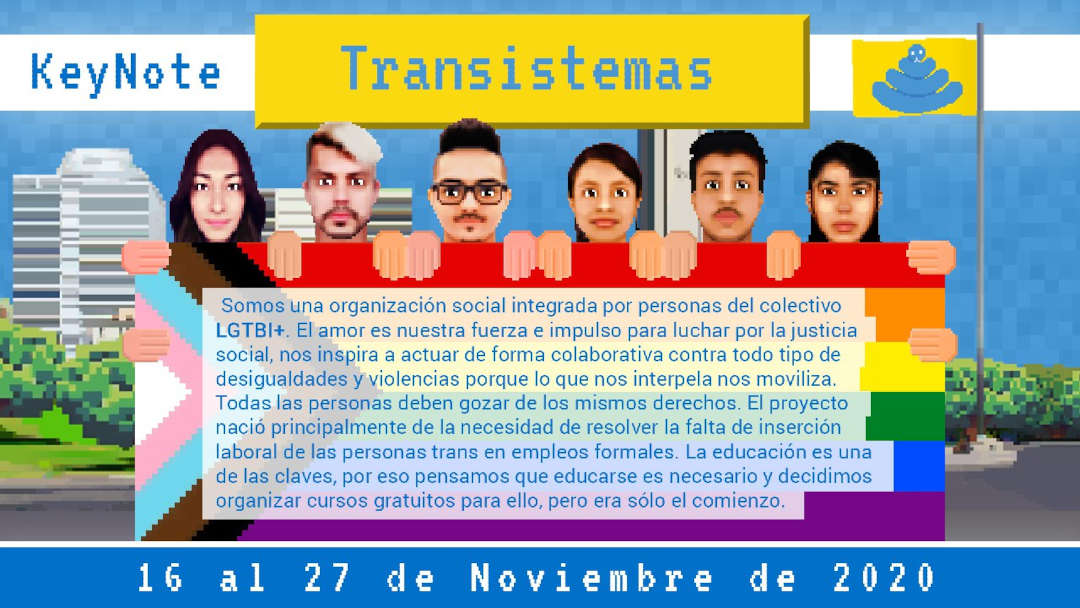 KeyNote
Transistemas
Somos una organización social integrada por personas del colectivo
LGTBI+. El amor es nuestra fuerza e impulso para luchar por la justicia
social, nos inspira a actuar de forma colaborativa contra todo tipo de
desigualdades y violencias porque lo que nos interpela nos moviliza.
Todas las personas deben gozar de los mismos derechos. El proyecto
nació principalmente de la necesidad de resolver la falta de inserción
laboral de las personas trans en empleos formales. La educación es una
de las claves, por eso pensamos que educarse es necesario y decidimos
organizar cursos gratuitos para ello, pero era sólo el comienzo.
16 al 27 de Noviembre de 2020